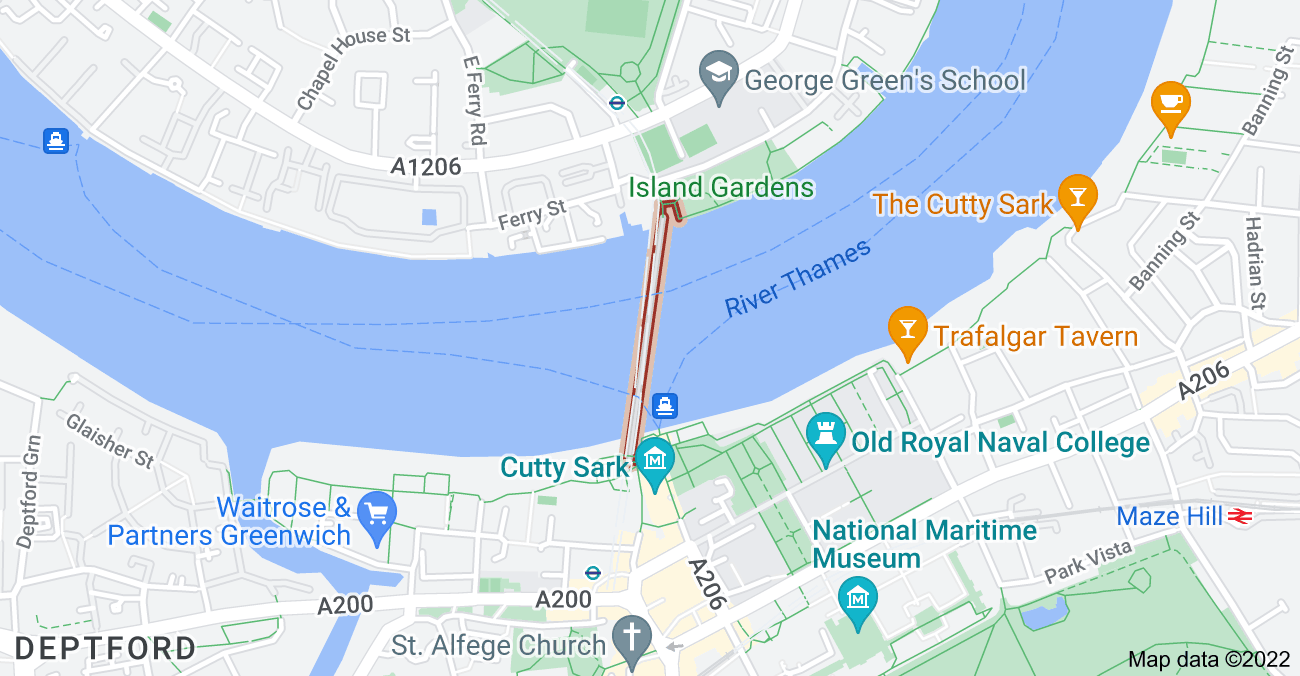 Chapel House St
E Ferry Rd
George Green's School
Banning St
A1206
Island Gardens
Ferry St
The Cutty Sark
Banning St
Hadrian St
River Thames
Trafalgar Tavern
A206
Glaisher St
Deptford Grn
Cutty Sark
Old Royal Naval College
Waitrose &
Partners Greenwich
National Maritime
Museum
Maze Hill
Park Vista
A206
A200
A200
St. Alfege Church
DEPTFORD
Map data ©2022